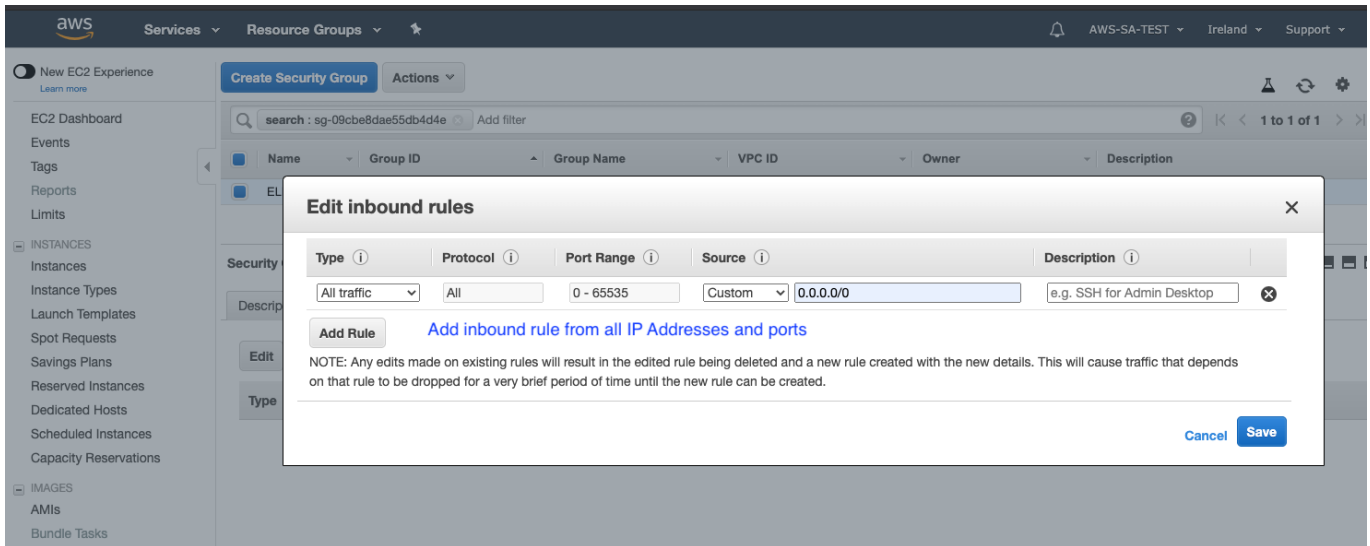 aws Services Resource Groups AWS-SA-TEST Ireland Support
New EC2 Experience
Learn more
EC2 Dashboard
Events
Tags
Reports
Limits
INSTANCES
Instances
Instance Types
Launch Templates
Spot Requests
Savings Plans
Reserved Instances
Dedicated Hosts
Scheduled Instances
Capacity Reservations
IMAGES
AMIs
Bundle Tasks
Create Security Group Actions
search : sg-09cbe8dae55db4d4e Add filter 1 to 1 of 1
Name Group ID Group Name VPC ID Owner Description
EL
Security
Descrip
Edit
Type
Edit inbound rules
Type Protocol Port Range Source Description
All traffic All 0 - 65535 Custom 0.0.0.0/0 e.g. SSH for Admin Desktop
Add Rule Add inbound rule from all IP Addresses and ports
NOTE: Any edits made on existing rules will result in the edited rule being deleted and a new rule created with the new details. This will cause traffic that depends
on that rule to be dropped for a very brief period of time until the new rule can be created.
Cancel Save